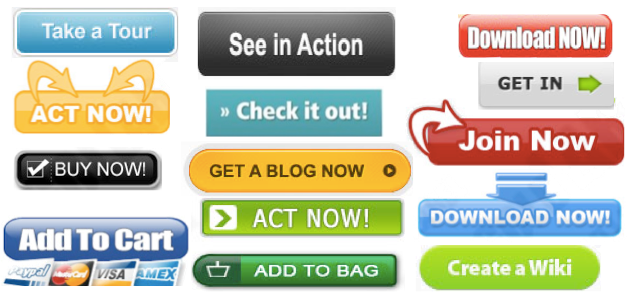 Take a Tour
ACT NOW!
BUY NOW!
Add To Cart
PayPal MasterCard VISA AMEX
See in Action
» Check it out!
GET A BLOG NOW
ACT NOW!
ADD TO BAG
Download NOW!
GET IN
Join Now
DOWNLOAD NOW!
Create a Wiki